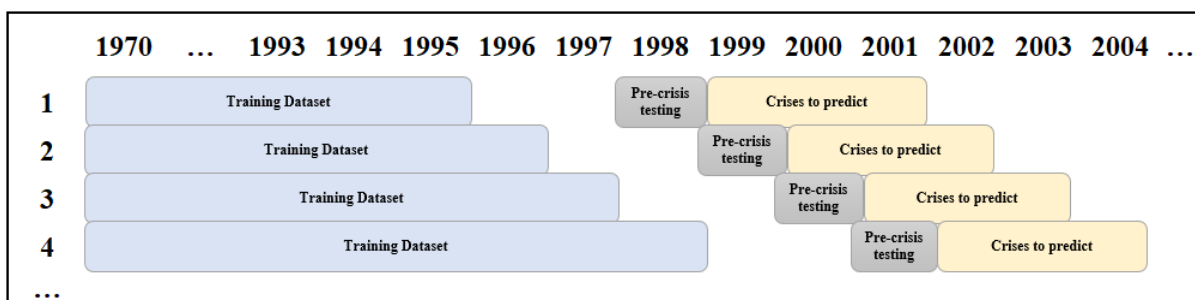 1970 ... 1993 1994 1995 1996 1997 1998 1999 2000 2001 2002 2003 2004 ...
1 Training Dataset Pre-crisis testing Crises to predict
2 Training Dataset Pre-crisis testing Crises to predict
3 Training Dataset Pre-crisis testing Crises to predict
4 Training Dataset Pre-crisis testing Crises to predict
...